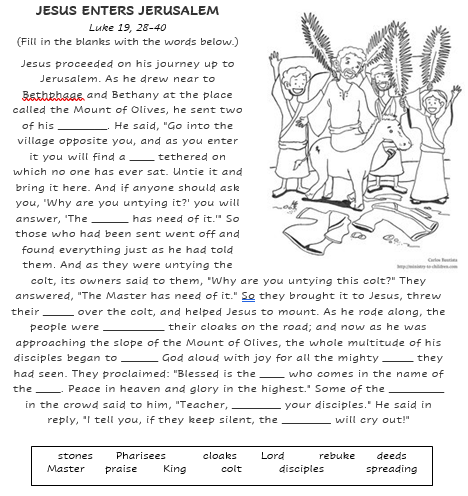 JESUS ENTERS JERUSALEM
Luke 19, 28-40
(Fill in the blanks with the words below.)
Jesus proceeded on his journey up to
Jerusalem. As he drew near to
Bethphage and Bethany at the place
called the Mount of Olives, he sent two
of his ________. He said, "Go into the
village opposite you, and as you enter
it you will find a ____ tethered on
which no one has ever sat. Untie it and
bring it here. And if anyone should ask
you, 'Why are you untying it?' you will
answer, 'The ______ has need of it.'" So
those who had been sent went off and
found everything just as he had told
them. And as they were untying the
colt, its owners said to them, "Why are you untying this colt?" They
answered, "The Master has need of it." So they brought it to Jesus, threw
their _____ over the colt, and helped Jesus to mount. As he rode along, the
people were __________ their cloaks on the road; and now as he was
approaching the slope of the Mount of Olives, the whole multitude of his
disciples began to ______ God aloud with joy for all the mighty _____ they
had seen. They proclaimed: "Blessed is the ____ who comes in the name of
the ____. Peace in heaven and glory in the highest." Some of the _________
in the crowd said to him, "Teacher, ________ your disciples." He said in
reply, "I tell you, if they keep silent, the ________ will cry out!"
Carlos Bautista
http://ministry-to-children.com
stones Pharisees cloaks Lord rebuke deeds
Master praise King colt disciples spreading